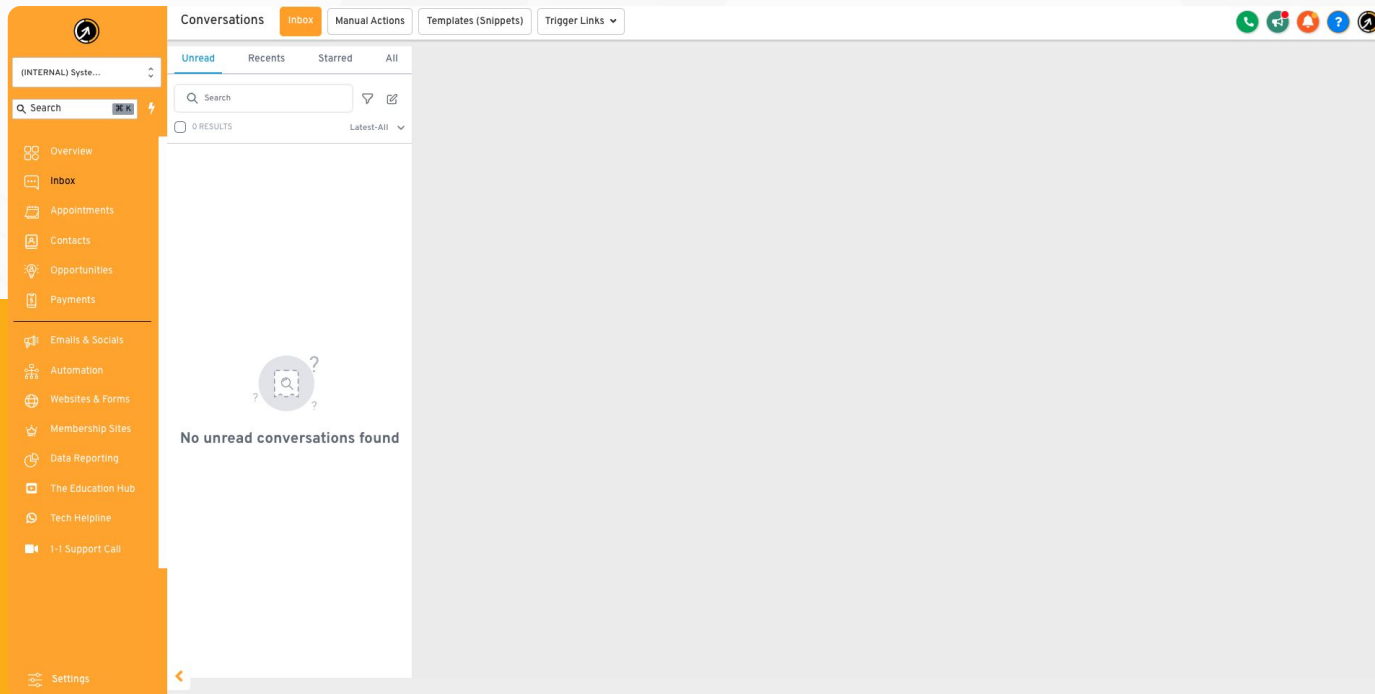 Conversations
Inbox
Manual Actions
Templates (Snippets)
Trigger Links
?
(INTERNAL) Syste...
Search ⌘ K
Overview
Inbox
Appointments
Contacts
Opportunities
Payments
Emails & Socials
Automation
Websites & Forms
Membership Sites
Data Reporting
The Education Hub
Tech Helpline
1-1 Support Call
Settings
Unread Recents Starred All
Search
0 RESULTS Latest-All
?
? ?
No unread conversations found